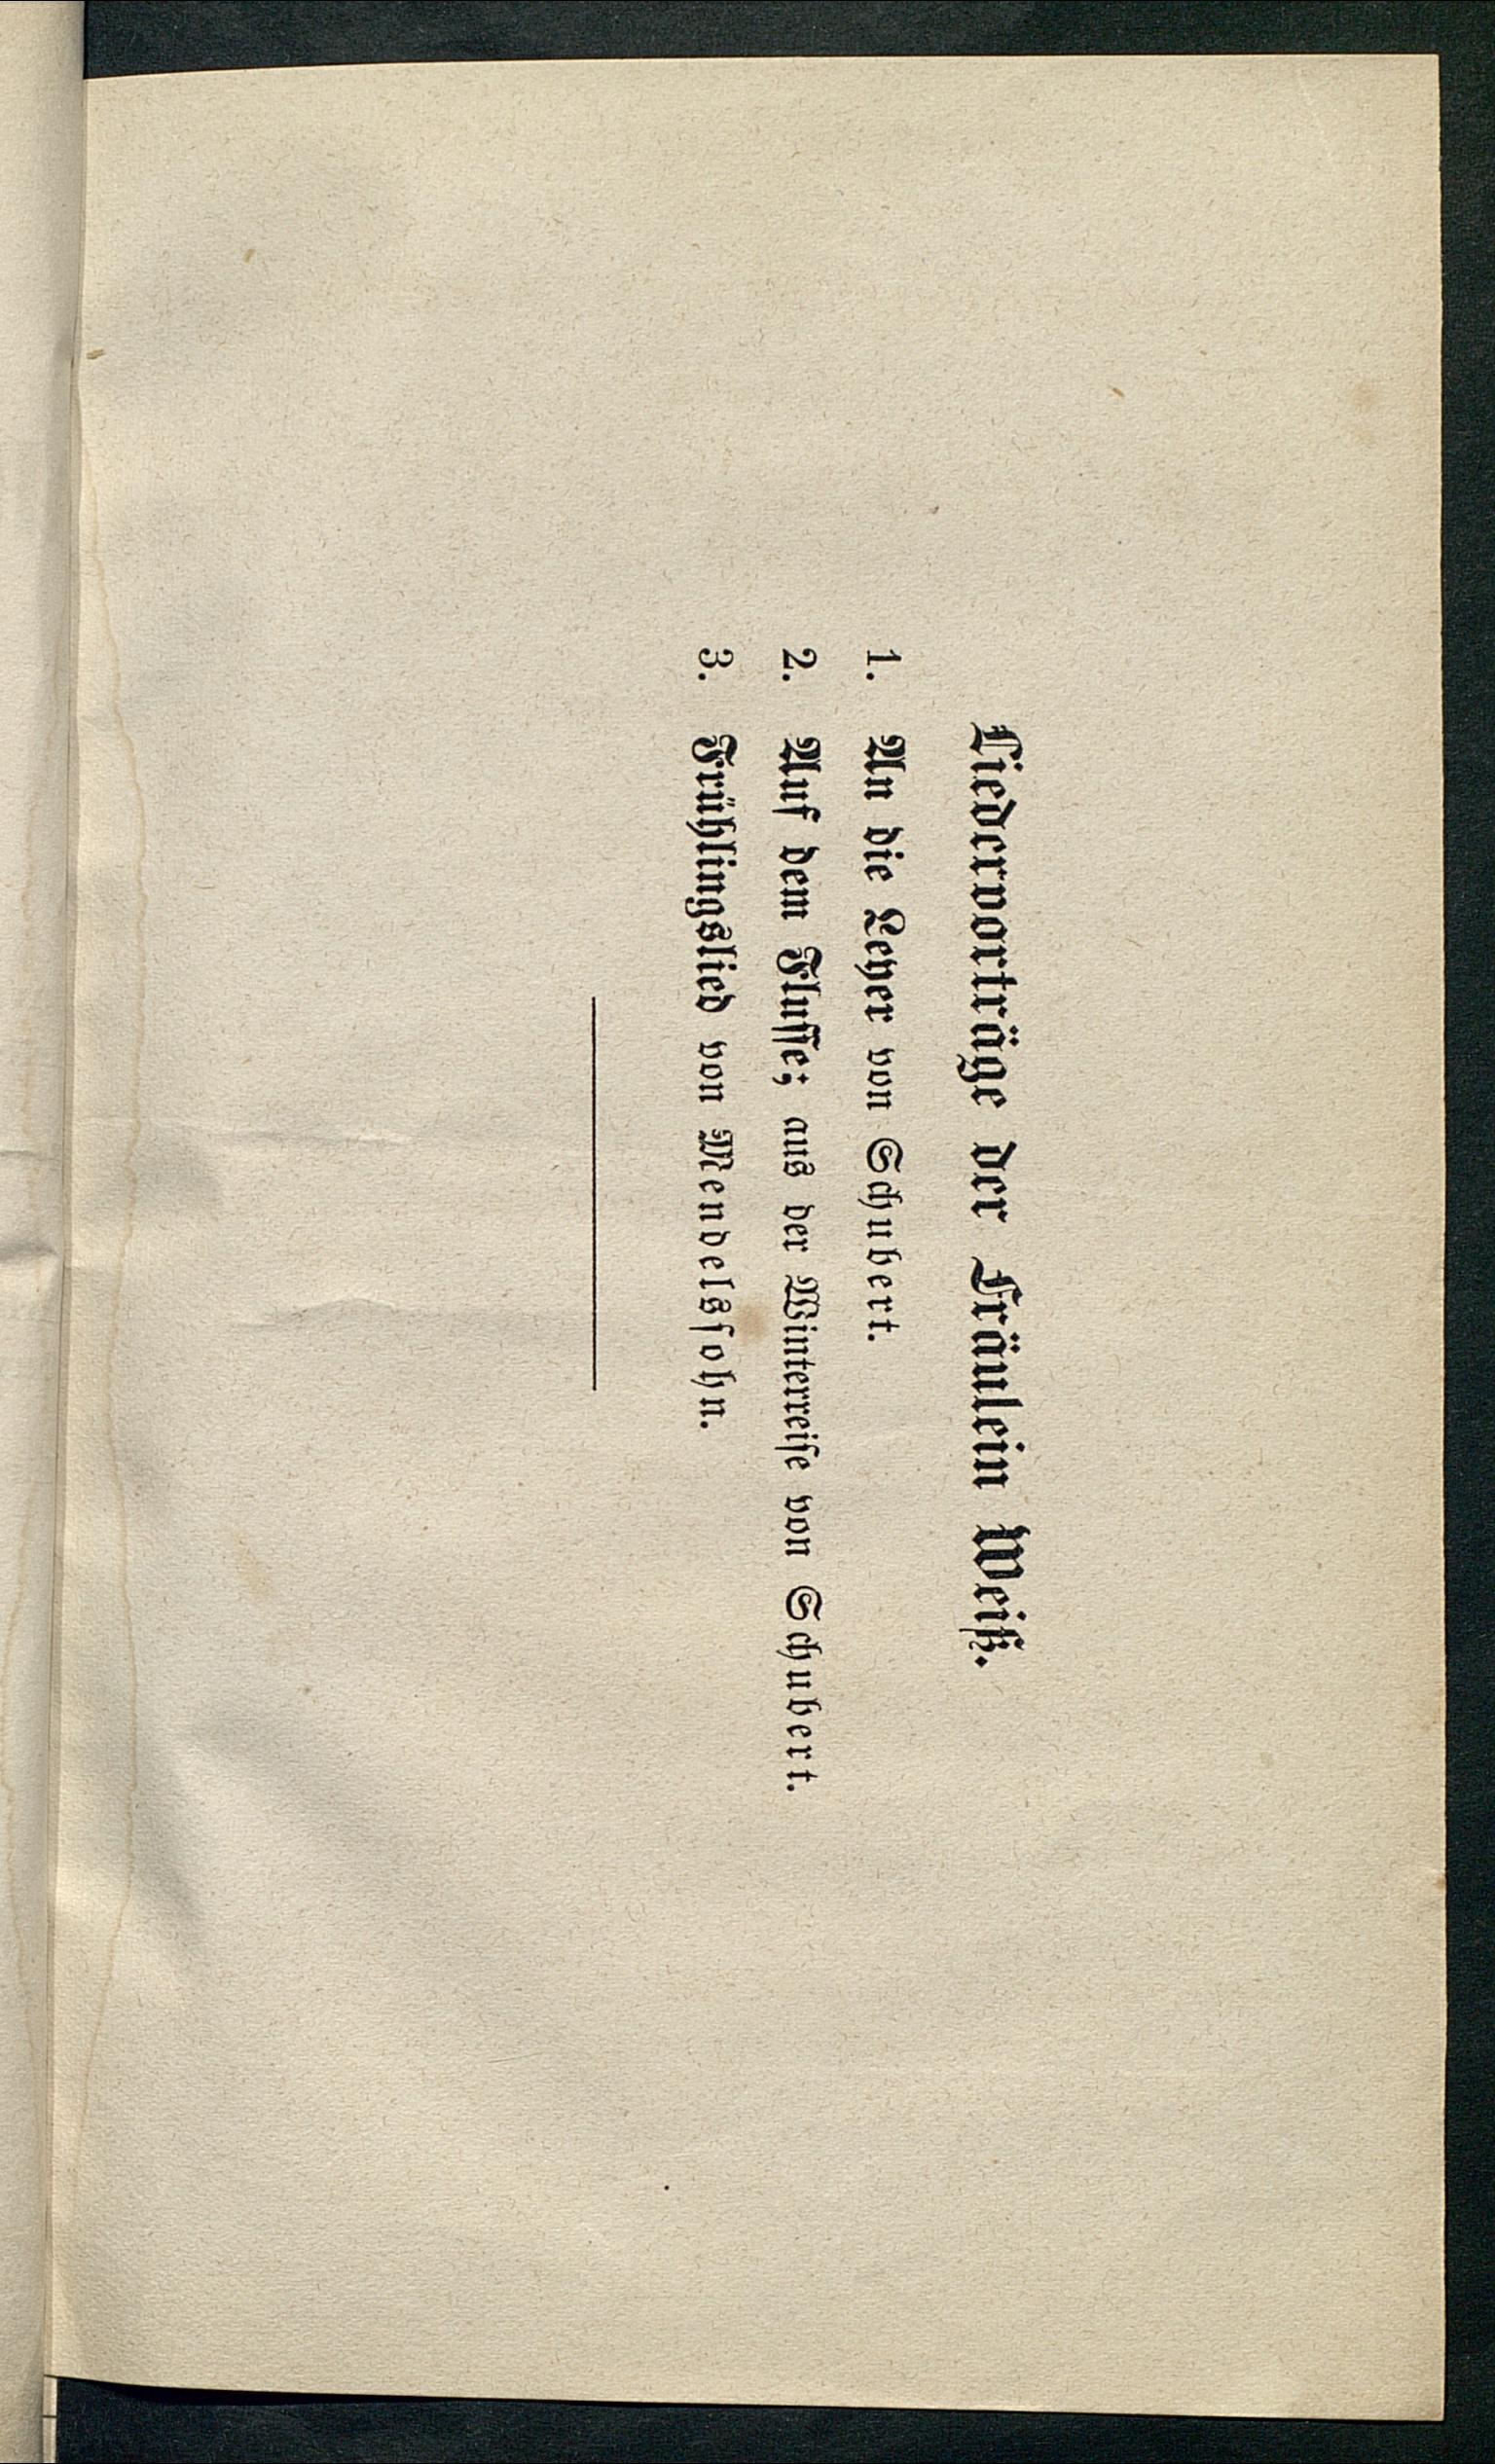 Liedervorträge der Fräulein Weiß.
1. An die Leyer von Schubert.
2. Auf dem Flusse; aus der Winterreise von Schubert.
3. Frühlingslied von Mendelssohn.